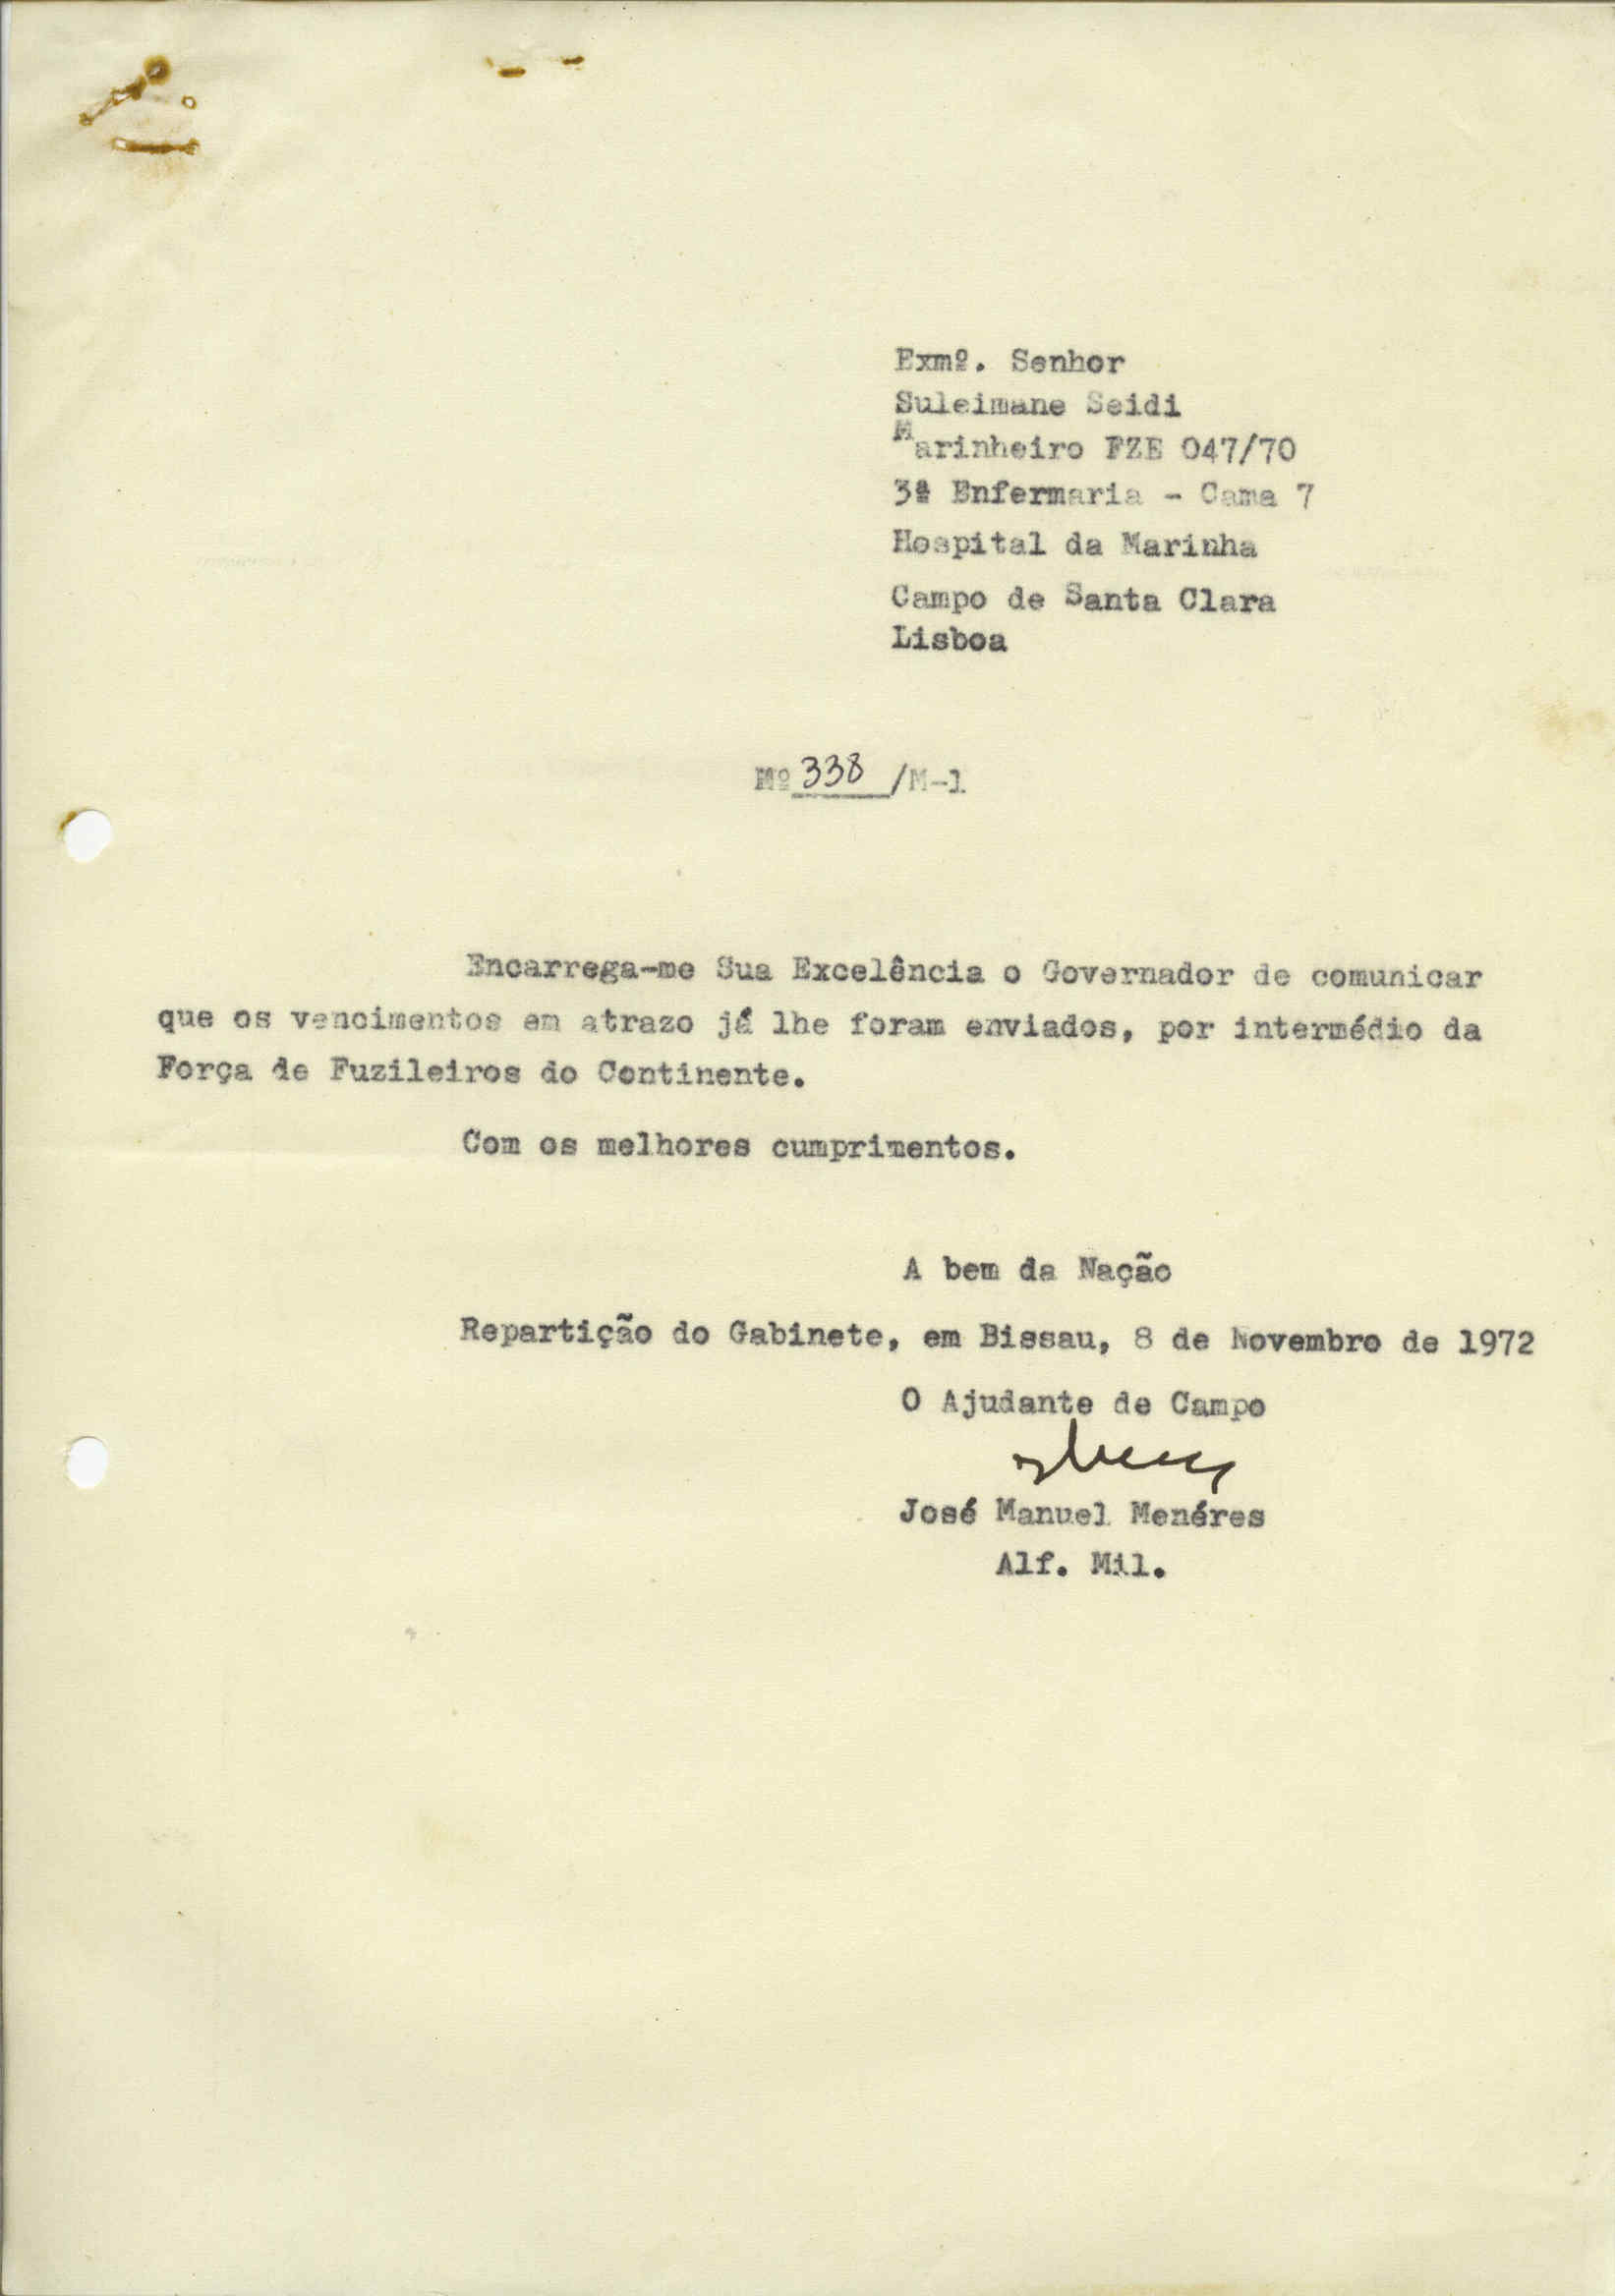 Exmº. Senhor
Suleimane Seidi
Marinheiro FZE 047/70
3ª Enfermaria - Cama 7
Hospital da Marinha
Campo de Santa Clara
Lisboa
Nº 338 /M-1
Encarrega-me Sua Excelência o Governador de comunicar
que os vencimentos em atrazo já lhe foram enviados, por intermédio da
Força de Fuzileiros do Continente.
Com os melhores cumprimentos.
A bem da Nação
Repartição do Gabinete, em Bissau, 8 de Novembro de 1972
O Ajudante de Campo
José Manuel Menéres
Alf. Mil.